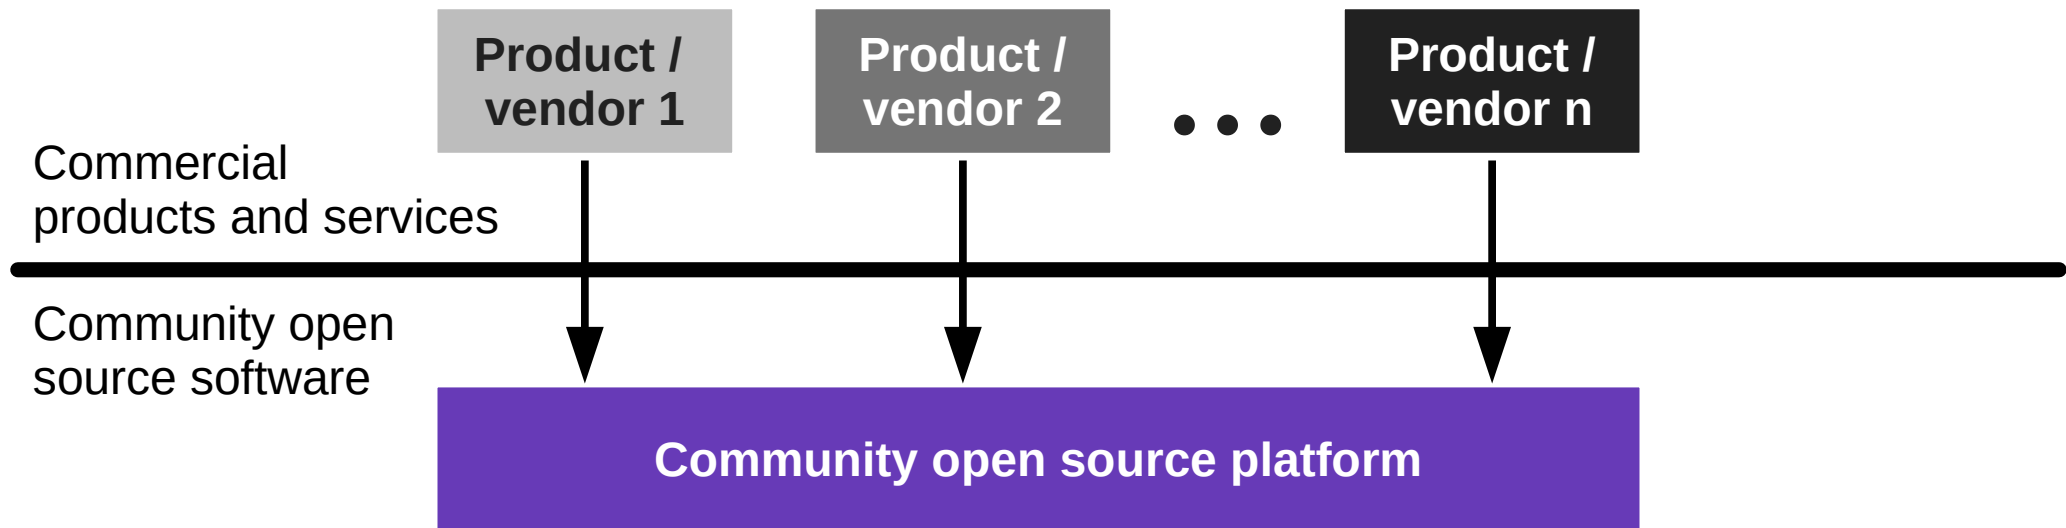 Product /
vendor 1
Product /
vendor 2
...
Product /
vendor n
Commercial
products and services
Community open
source software
Community open source platform